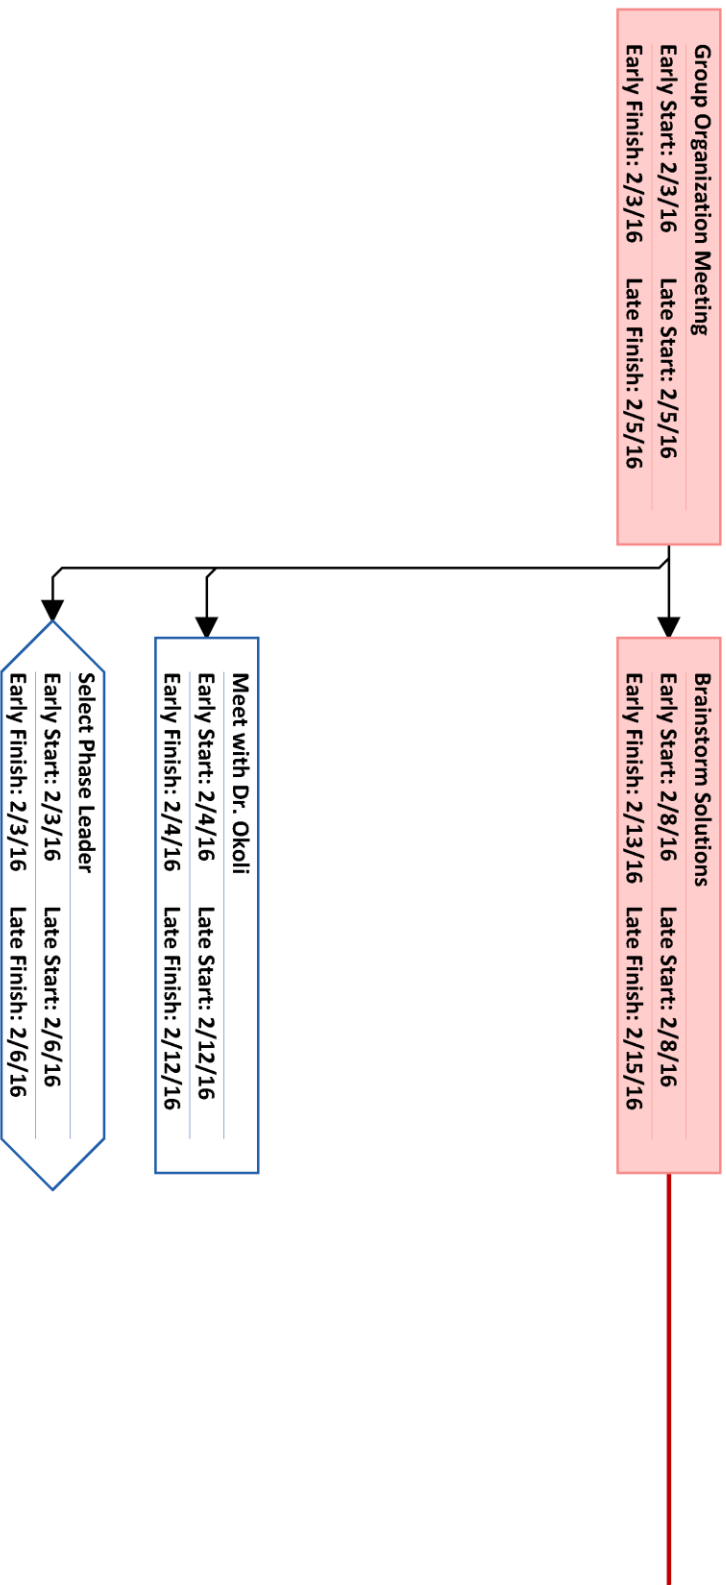 Group Organization Meeting
Early Start: 2/3/16 Late Start: 2/5/16
Early Finish: 2/3/16 Late Finish: 2/5/16
Brainstorm Solutions
Early Start: 2/8/16 Late Start: 2/8/16
Early Finish: 2/13/16 Late Finish: 2/15/16
Meet with Dr. Okoli
Early Start: 2/4/16 Late Start: 2/12/16
Early Finish: 2/4/16 Late Finish: 2/12/16
Select Phase Leader
Early Start: 2/3/16 Late Start: 2/6/16
Early Finish: 2/3/16 Late Finish: 2/6/16